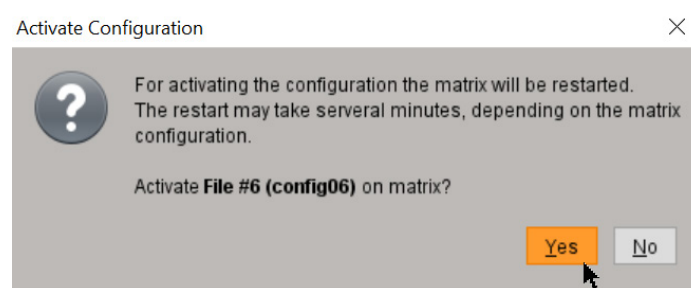 Activate Configuration
For activating the configuration the matrix will be restarted.
The restart may take serveral minutes, depending on the matrix
configuration.
Activate File #6 (config06) on matrix?
Yes No